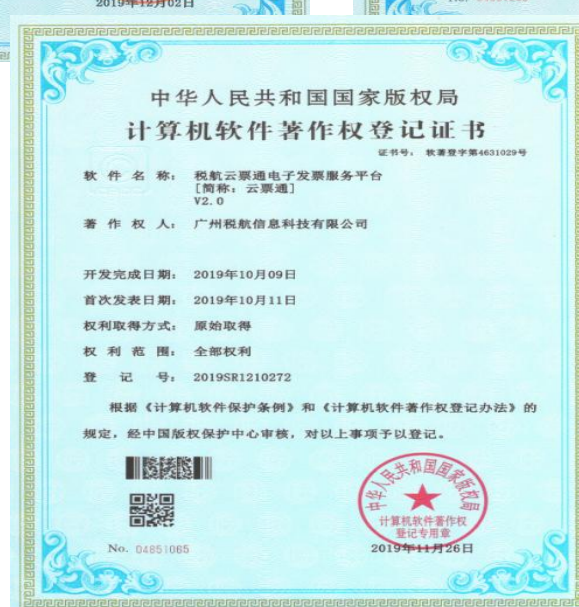 2019年12月02日
中华人民共和国国家版权局
计算机软件著作权登记证书
证书号： 软著登字第4631029号
软件名称： 税航云票通电子发票服务平台
[简称：云票通]
V2.0
著作权人： 广州税航信息科技有限公司
开发完成日期： 2019年10月09日
首次发表日期： 2019年10月11日
权利取得方式： 原始取得
权利范围： 全部权利
登记号： 2019SR1210272
根据《计算机软件保护条例》和《计算机软件著作权登记办法》的
规定，经中国版权保护中心审核，对以上事项予以登记。
中华人民共和国国家版权局
计算机软件著作权
登记专用章
No. 04851065
2019年11月26日